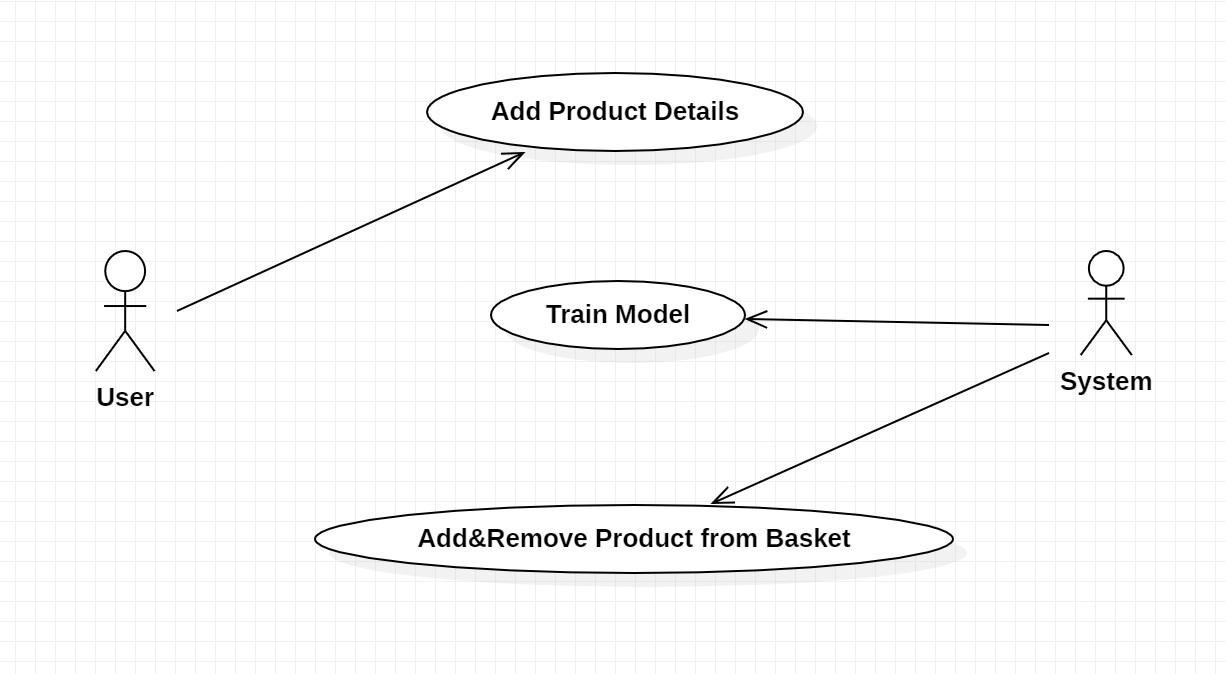 Add Product Details
Train Model
User
System
Add&Remove Product from Basket